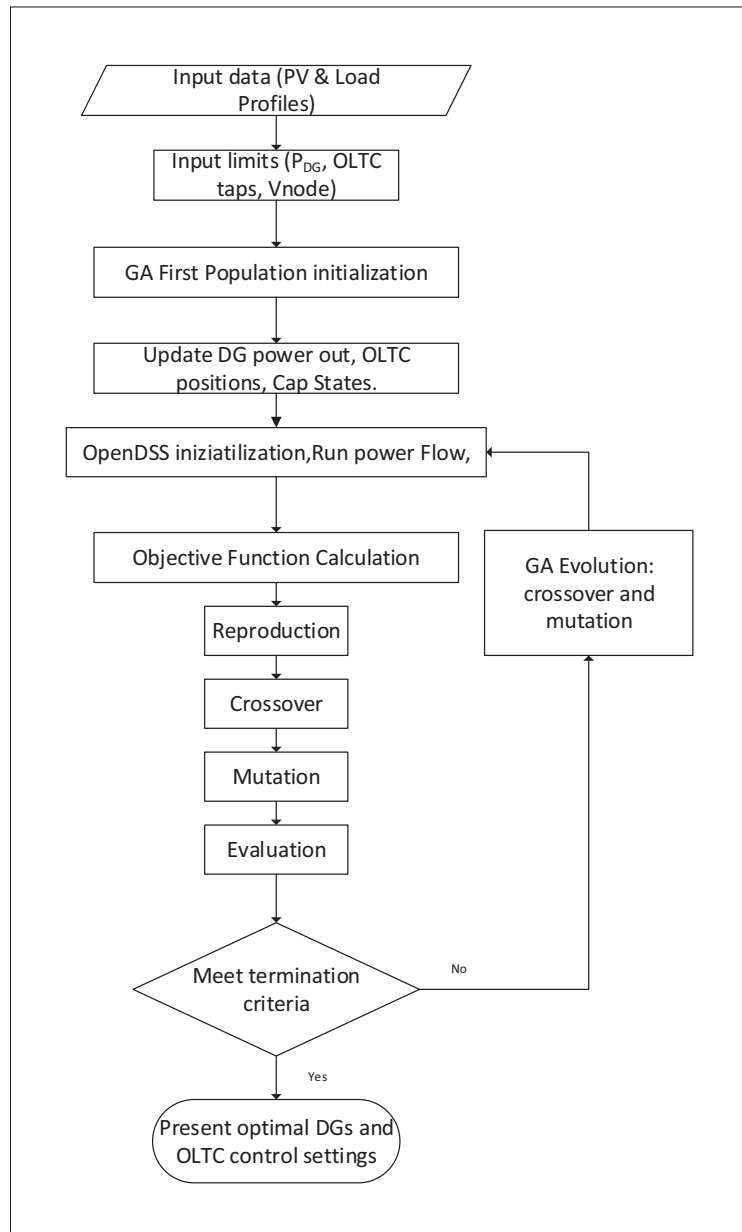 Input data (PV & Load
Profiles)
Input limits (PDG, OLTC
taps, Vnode)
GA First Population initialization
Update DG power out, OLTC
positions, Cap States.
OpenDSS iniziatilization,Run power Flow,
Objective Function Calculation
GA Evolution:
crossover and
mutation
Reproduction
Crossover
Mutation
Evaluation
Meet termination
criteria
No
Yes
Present optimal DGs and
OLTC control settings